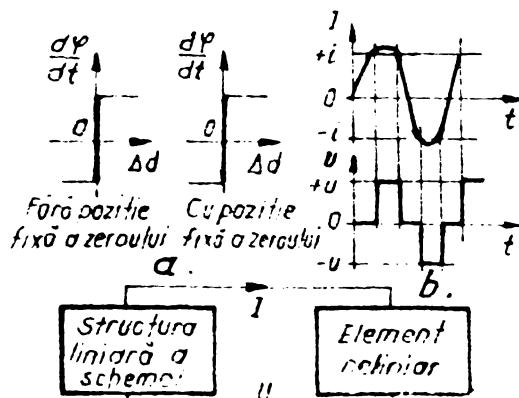 dφ
dt
0
Δd
Fără poziție
fixă a zeroului
dφ
dt
0
Δd
Cu poziție
fixă a zeroului
a.
I
+i
0
-i
t
u
+u
0
-u
t
b.
I
Structura
liniară a
schemei
Element
neliniar
U